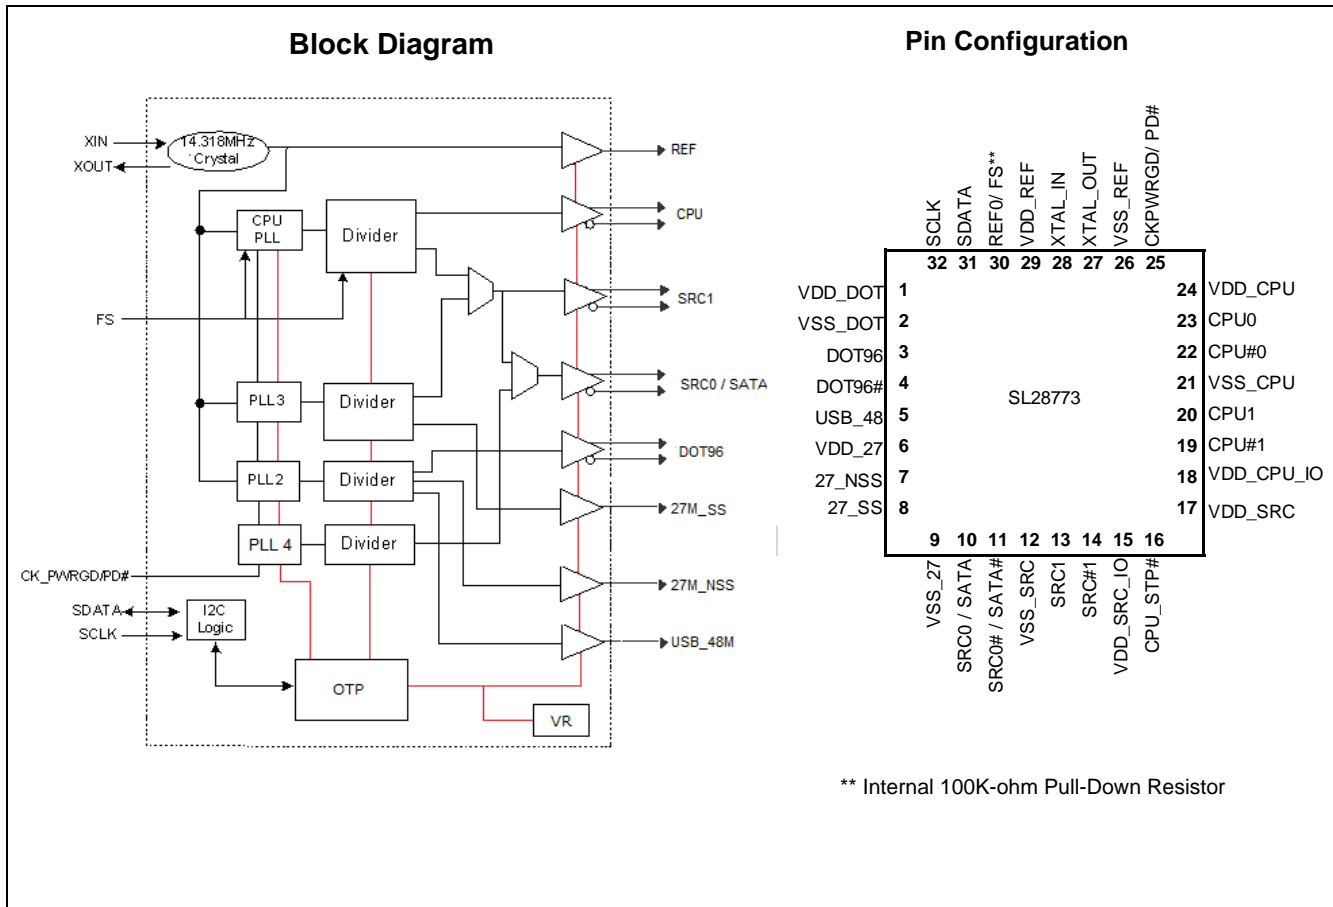 Block Diagram
Pin Configuration
XIN
XOUT
14.318MHz
Crystal
REF
CPU
PLL
Divider
CPU
SRC1
FS
PLL3
Divider
SRC0 / SATA
PLL2
Divider
DOT96
27M_SS
PLL 4
Divider
CK_PWRGD/PD#
27M_NSS
SDATA
SCLK
I2C
Logic
USB_48M
OTP
VR
SCLK
SDATA
REF0/ FS**
VDD_REF
XTAL_IN
XTAL_OUT
VSS_REF
CKPWRGD/ PD#
32 31 30 29 28 27 26 25
VDD_DOT 1
VSS_DOT 2
DOT96 3
DOT96# 4
USB_48 5
VDD_27 6
27_NSS 7
27_SS 8
SL28773
24 VDD_CPU
23 CPU0
22 CPU#0
21 VSS_CPU
20 CPU1
19 CPU#1
18 VDD_CPU_IO
17 VDD_SRC
9 10 11 12 13 14 15 16
VSS_27
SRC0 / SATA
SRC0# / SATA#
VSS_SRC
SRC1
SRC#1
VDD_SRC_IO
CPU_STP#
** Internal 100K-ohm Pull-Down Resistor